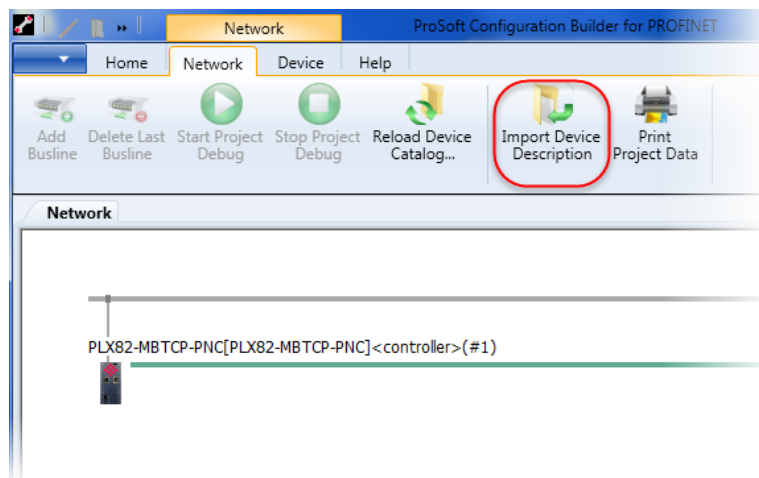 Network
ProSoft Configuration Builder for PROFINET
Home
Network
Device
Help
Add
Busline
Delete Last
Busline
Start Project
Debug
Stop Project
Debug
Reload Device
Catalog...
Import Device
Description
Print
Project Data
Network
PLX82-MBTCP-PNC[PLX82-MBTCP-PNC]<controller>(#1)